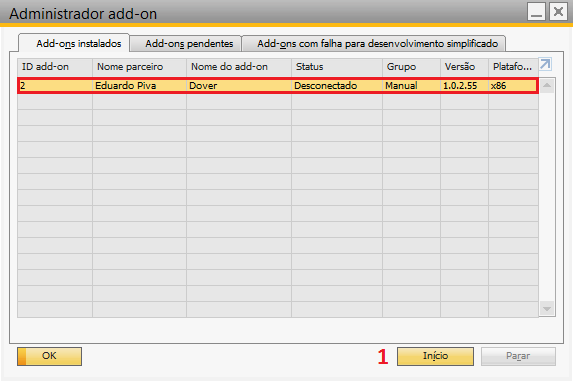 Administrador add-on
Add-ons instalados Add-ons pendentes Add-ons com falha para desenvolvimento simplificado
ID add-on Nome parceiro Nome do add-on Status Grupo Versão Platafo...
2 Eduardo Piva Dover Desconectado Manual 1.0.2.55 x86
OK 1 Início Parar